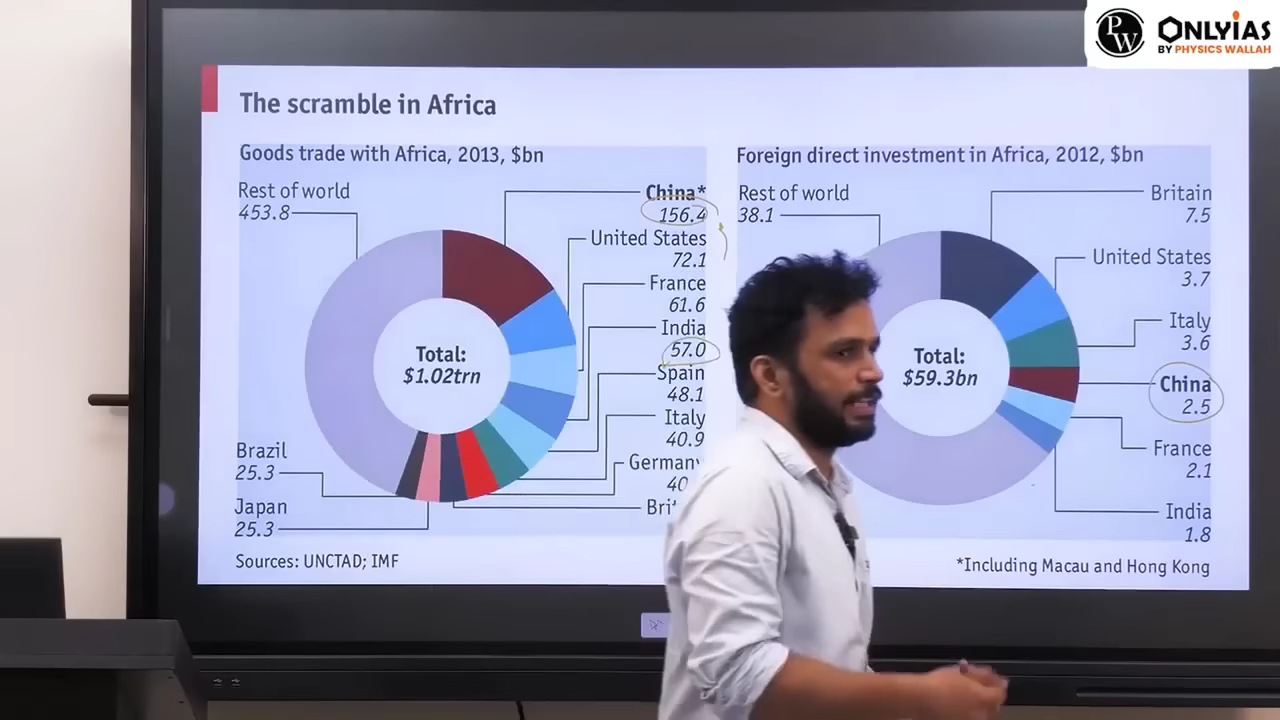 PW
ONLYIAS
BY PHYSICS WALLAH
The scramble in Africa
Goods trade with Africa, 2013, $bn
Rest of world
453.8
China*
156.4
United States
72.1
France
61.6
India
57.0
Spain
48.1
Italy
40.9
Germany
Brazil
25.3
Japan
25.3
Total:
$1.02trn
Sources: UNCTAD; IMF
Foreign direct investment in Africa, 2012, $bn
Rest of world
38.1
Britain
7.5
United States
3.7
Italy
3.6
China
2.5
France
2.1
India
1.8
Total:
$59.3bn
*Including Macau and Hong Kong